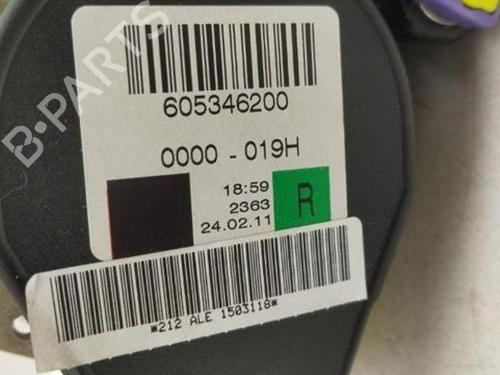 B-PARTS
605346200
0000 - 019H
18:59
2363
24.02.11
R
*212 ALE 1503118*